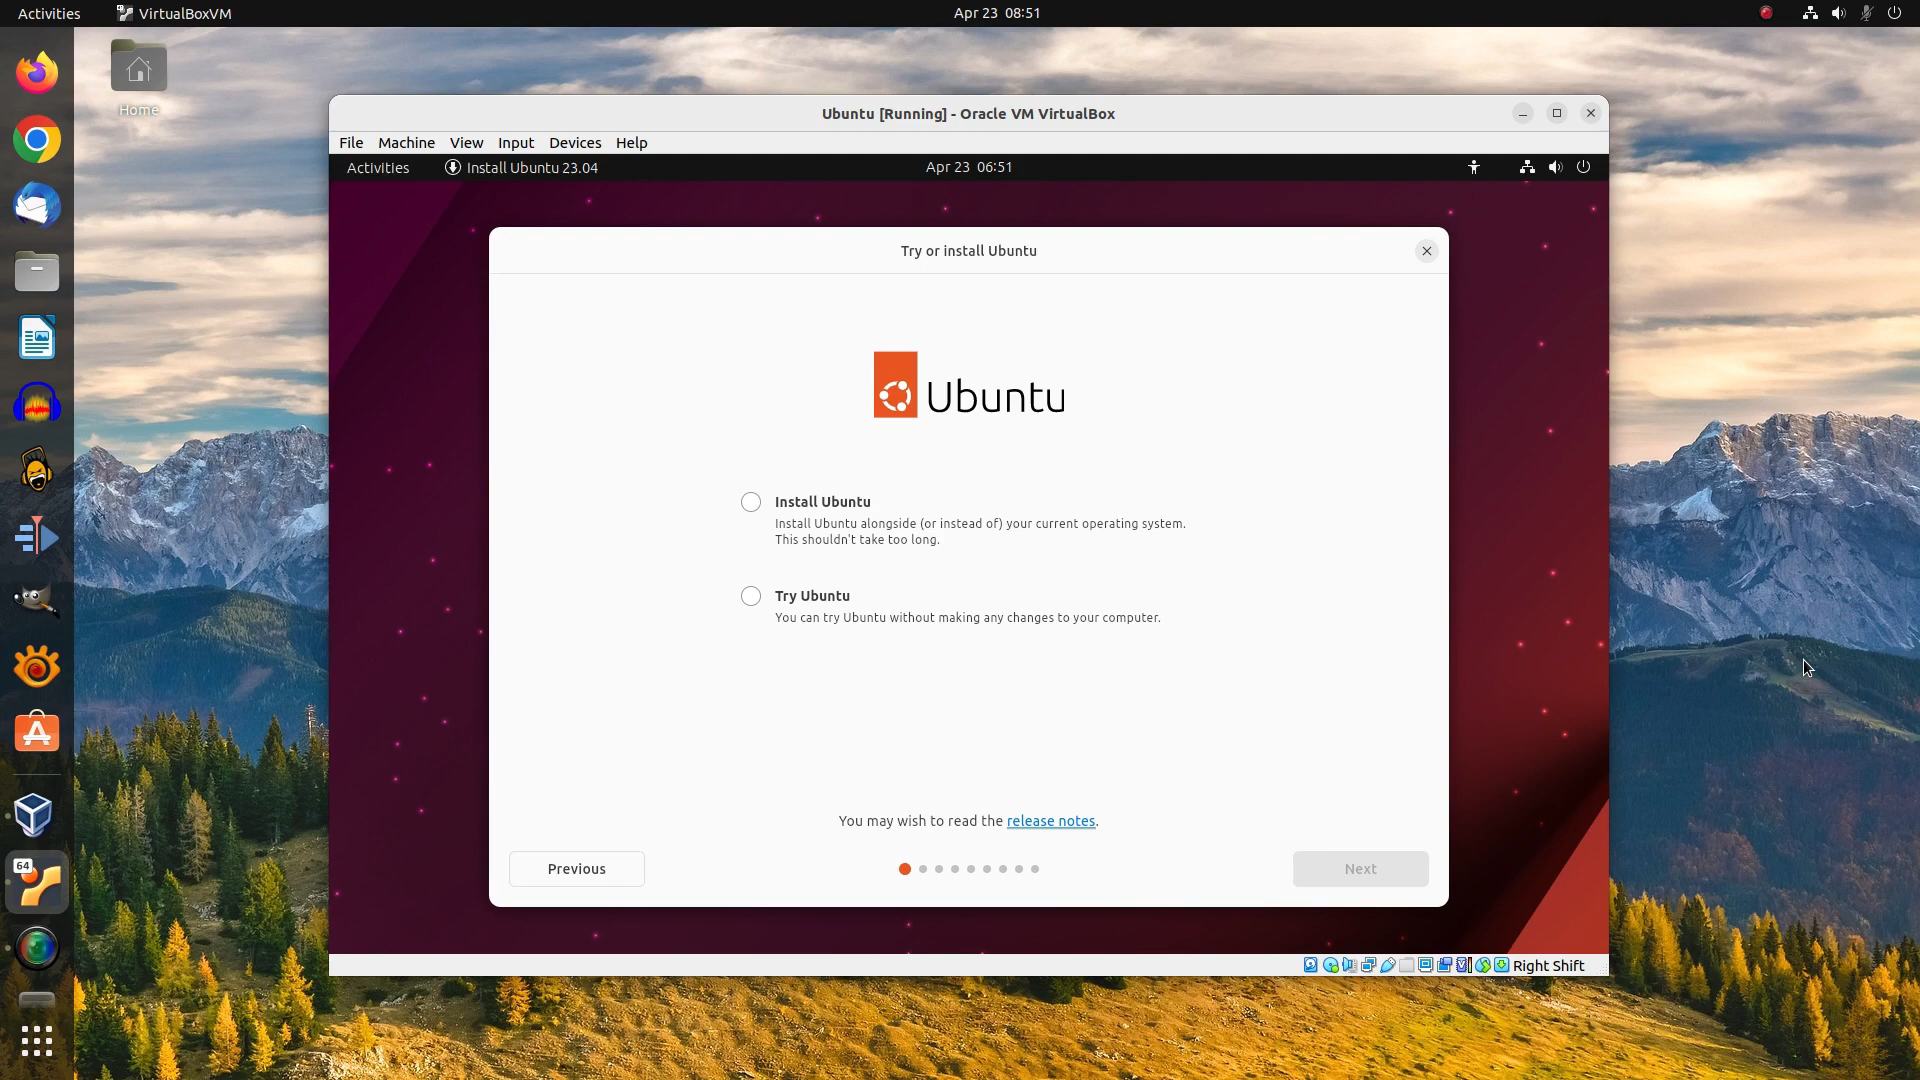 Activities VirtualBoxVM Apr 23 08:51
Home
Ubuntu [Running] - Oracle VM VirtualBox
File Machine View Input Devices Help
Activities Install Ubuntu 23.04 Apr 23 06:51
Try or install Ubuntu
Ubuntu
Install Ubuntu
Install Ubuntu alongside (or instead of) your current operating system.
This shouldn't take too long.
Try Ubuntu
You can try Ubuntu without making any changes to your computer.
You may wish to read the release notes.
Previous Next
64
Right Shift